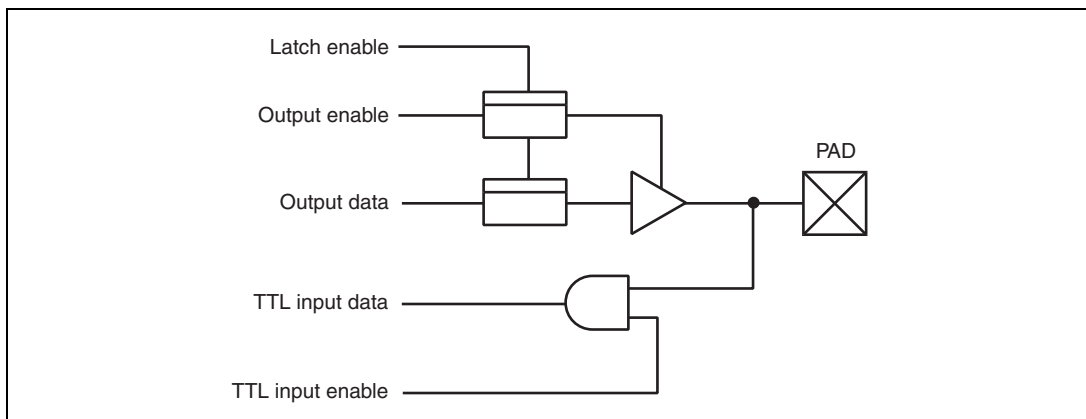 Latch enable
Output enable
PAD
Output data
TTL input data
TTL input enable